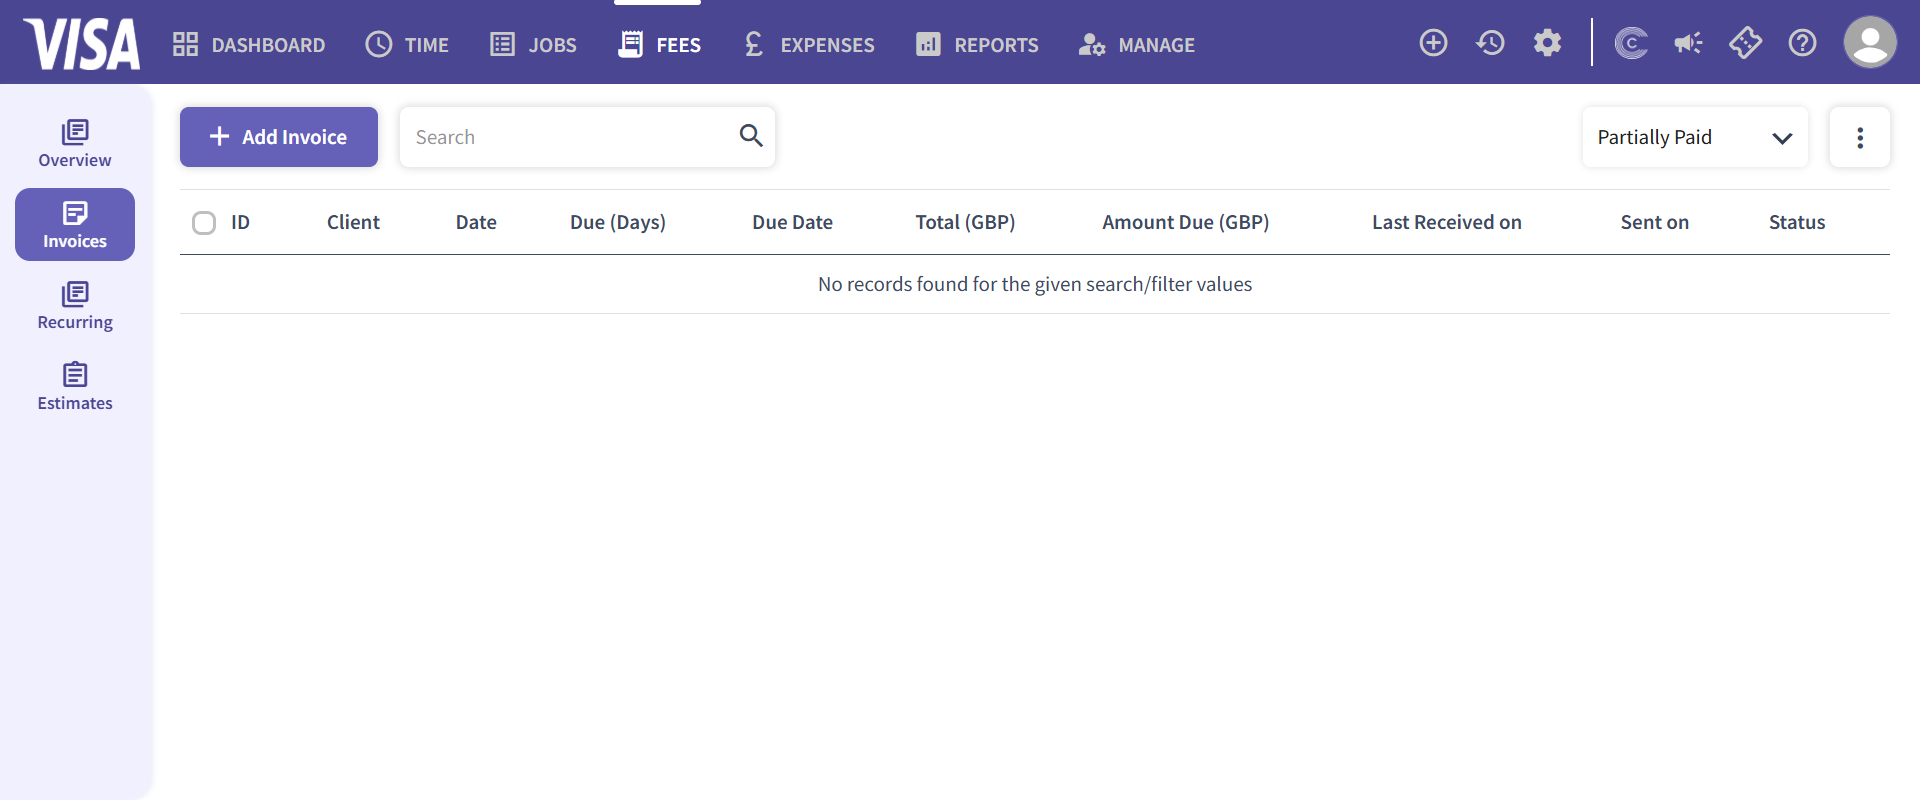 VISA
DASHBOARD
TIME
JOBS
FEES
£ EXPENSES
REPORTS
MANAGE
C
Overview
Invoices
Recurring
Estimates
+ Add Invoice
Search
Partially Paid
ID Client Date Due (Days) Due Date Total (GBP) Amount Due (GBP) Last Received on Sent on Status
No records found for the given search/filter values